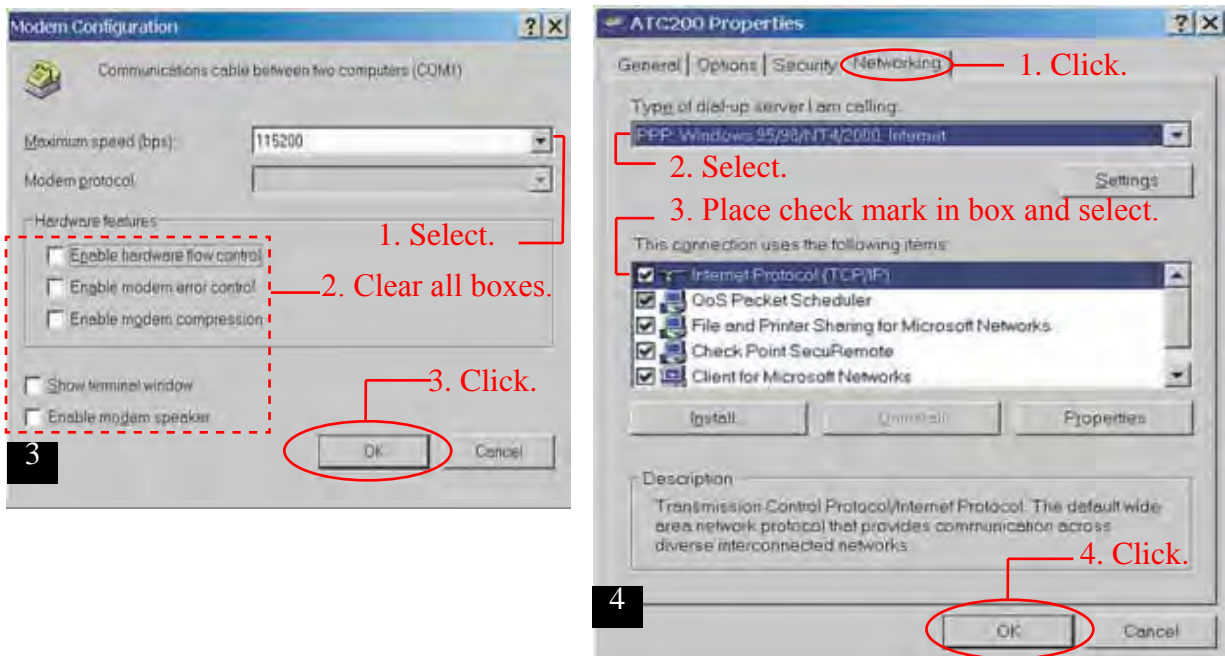 Modem Configuration
Communications cable between two computers (COM1)
Maximum speed (bps):
115200
Modem protocol
Hardware features
Enable hardware flow control
Enable modem error control
Enable modem compression
Show terminal window
Enable modem speaker
OK
Cancel
1. Select.
2. Clear all boxes.
3. Click.
3
ATC200 Properties
General
Options
Security
Networking
1. Click.
Type of dial-up server I am calling:
PPP: Windows 95/98/NT4/2000, Internet
2. Select.
Settings
3. Place check mark in box and select.
This connection uses the following items:
Internet Protocol (TCP/IP)
QoS Packet Scheduler
File and Printer Sharing for Microsoft Networks
Check Point SecuRemote
Client for Microsoft Networks
Install
Uninstall
Properties
Description
Transmission Control Protocol/Internet Protocol. The default wide
area network protocol that provides communication across
diverse interconnected networks.
4. Click.
4
OK
Cancel